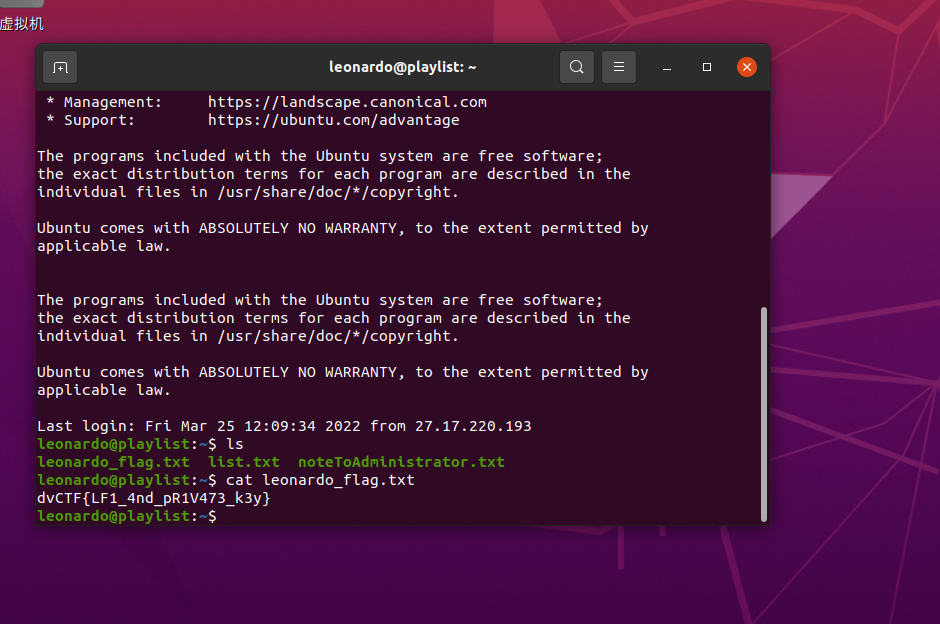 虚拟机
leonardo@playlist: ~
 * Management:     https://landscape.canonical.com
 * Support:        https://ubuntu.com/advantage
The programs included with the Ubuntu system are free software;
the exact distribution terms for each program are described in the
individual files in /usr/share/doc/*/copyright.
Ubuntu comes with ABSOLUTELY NO WARRANTY, to the extent permitted by
applicable law.
The programs included with the Ubuntu system are free software;
the exact distribution terms for each program are described in the
individual files in /usr/share/doc/*/copyright.
Ubuntu comes with ABSOLUTELY NO WARRANTY, to the extent permitted by
applicable law.
Last login: Fri Mar 25 12:09:34 2022 from 27.17.220.193
leonardo@playlist:~$ ls
leonardo_flag.txt  list.txt  noteToAdministrator.txt
leonardo@playlist:~$ cat leonardo_flag.txt
dvCTF{LF1_4nd_pR1V473_k3y}
leonardo@playlist:~$